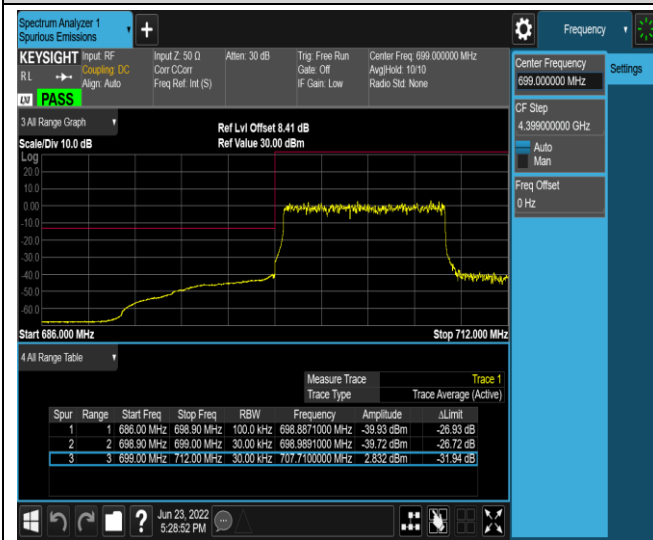 Spectrum Analyzer 1
Spurious Emissions
+
Frequency
KEYSIGHT Input: RF Input Z: 50 Ω Atten: 30 dB Trig: Free Run Center Freq: 699.000000 MHz
RL Coupling: DC Corr CCorr Gate: Off Avg|Hold: 10/10
Align: Auto Freq Ref: Int (S) IF Gain: Low Radio Std: None
LXI PASS
Center Frequency
699.000000 MHz
Settings
CF Step
4.399000000 GHz
Auto
Man
Freq Offset
0 Hz
3 All Range Graph
Ref Lvl Offset 8.41 dB
Scale/Div 10.0 dB Ref Value 30.00 dBm
Log
20.0
10.0
0.00
-10.0
-20.0
-30.0
-40.0
-50.0
-60.0
Start 686.000 MHz Stop 712.000 MHz
4 All Range Table
Measure Trace Trace 1
Trace Type Trace Average (Active)
Spur Range Start Freq Stop Freq RBW Frequency Amplitude ΔLimit
1 1 686.00 MHz 698.90 MHz 100.0 kHz 698.8871000 MHz -39.93 dBm -26.93 dB
2 2 698.90 MHz 699.00 MHz 30.00 kHz 698.9891000 MHz -39.72 dBm -26.72 dB
3 3 699.00 MHz 712.00 MHz 30.00 kHz 707.7100000 MHz 2.832 dBm -31.94 dB
? Jun 23, 2022
5:28:52 PM